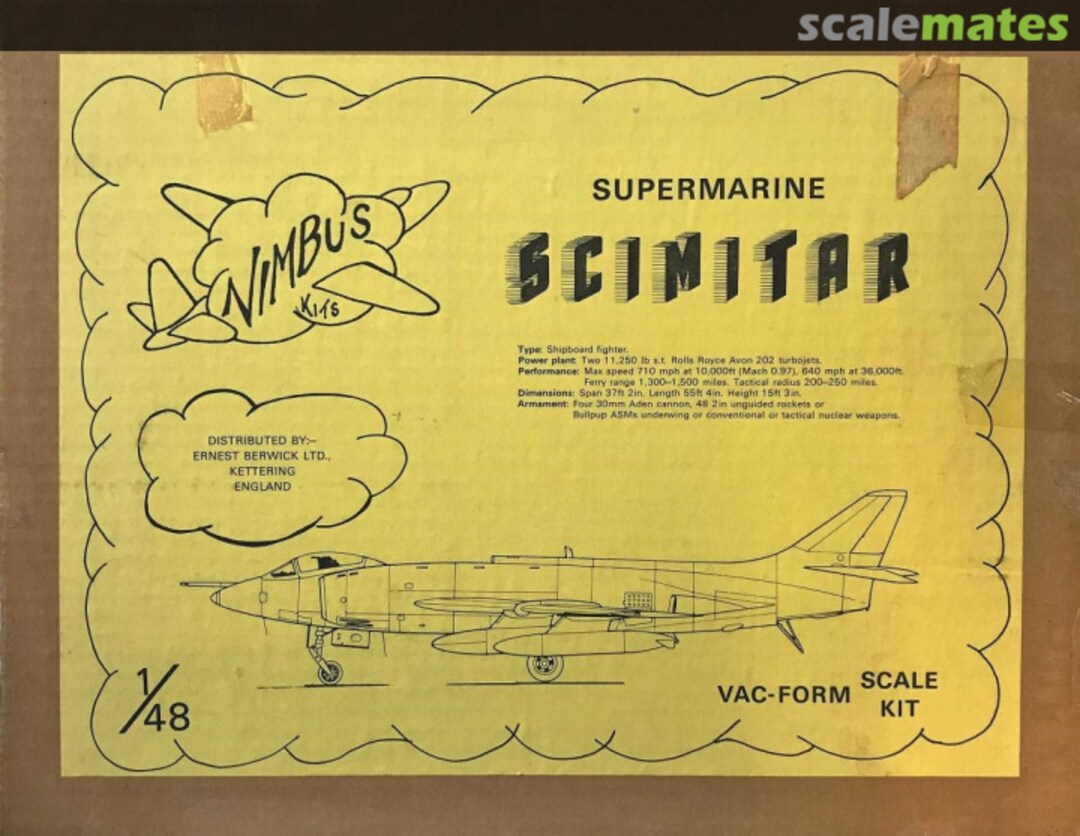 scalemates
NIMBUS
KITS
SUPERMARINE
SCIMITAR
Type: Shipboard fighter.
Power plant: Two 11,250 lb s.t. Rolls Royce Avon 202 turbojets.
Performance: Max speed 710 mph at 10,000ft (Mach 0.97), 640 mph at 36,000ft.
Ferry range 1,300–1,500 miles. Tactical radius 200–250 miles.
Dimensions: Span 37ft 2in. Length 55ft 4in. Height 15ft 3in.
Armament: Four 30mm Aden cannon, 48 2in unguided rockets or
Bullpup ASMs underwing or conventional or tactical nuclear weapons.
DISTRIBUTED BY:–
ERNEST BERWICK LTD.,
KETTERING
ENGLAND
1/48
VAC-FORM SCALE
KIT